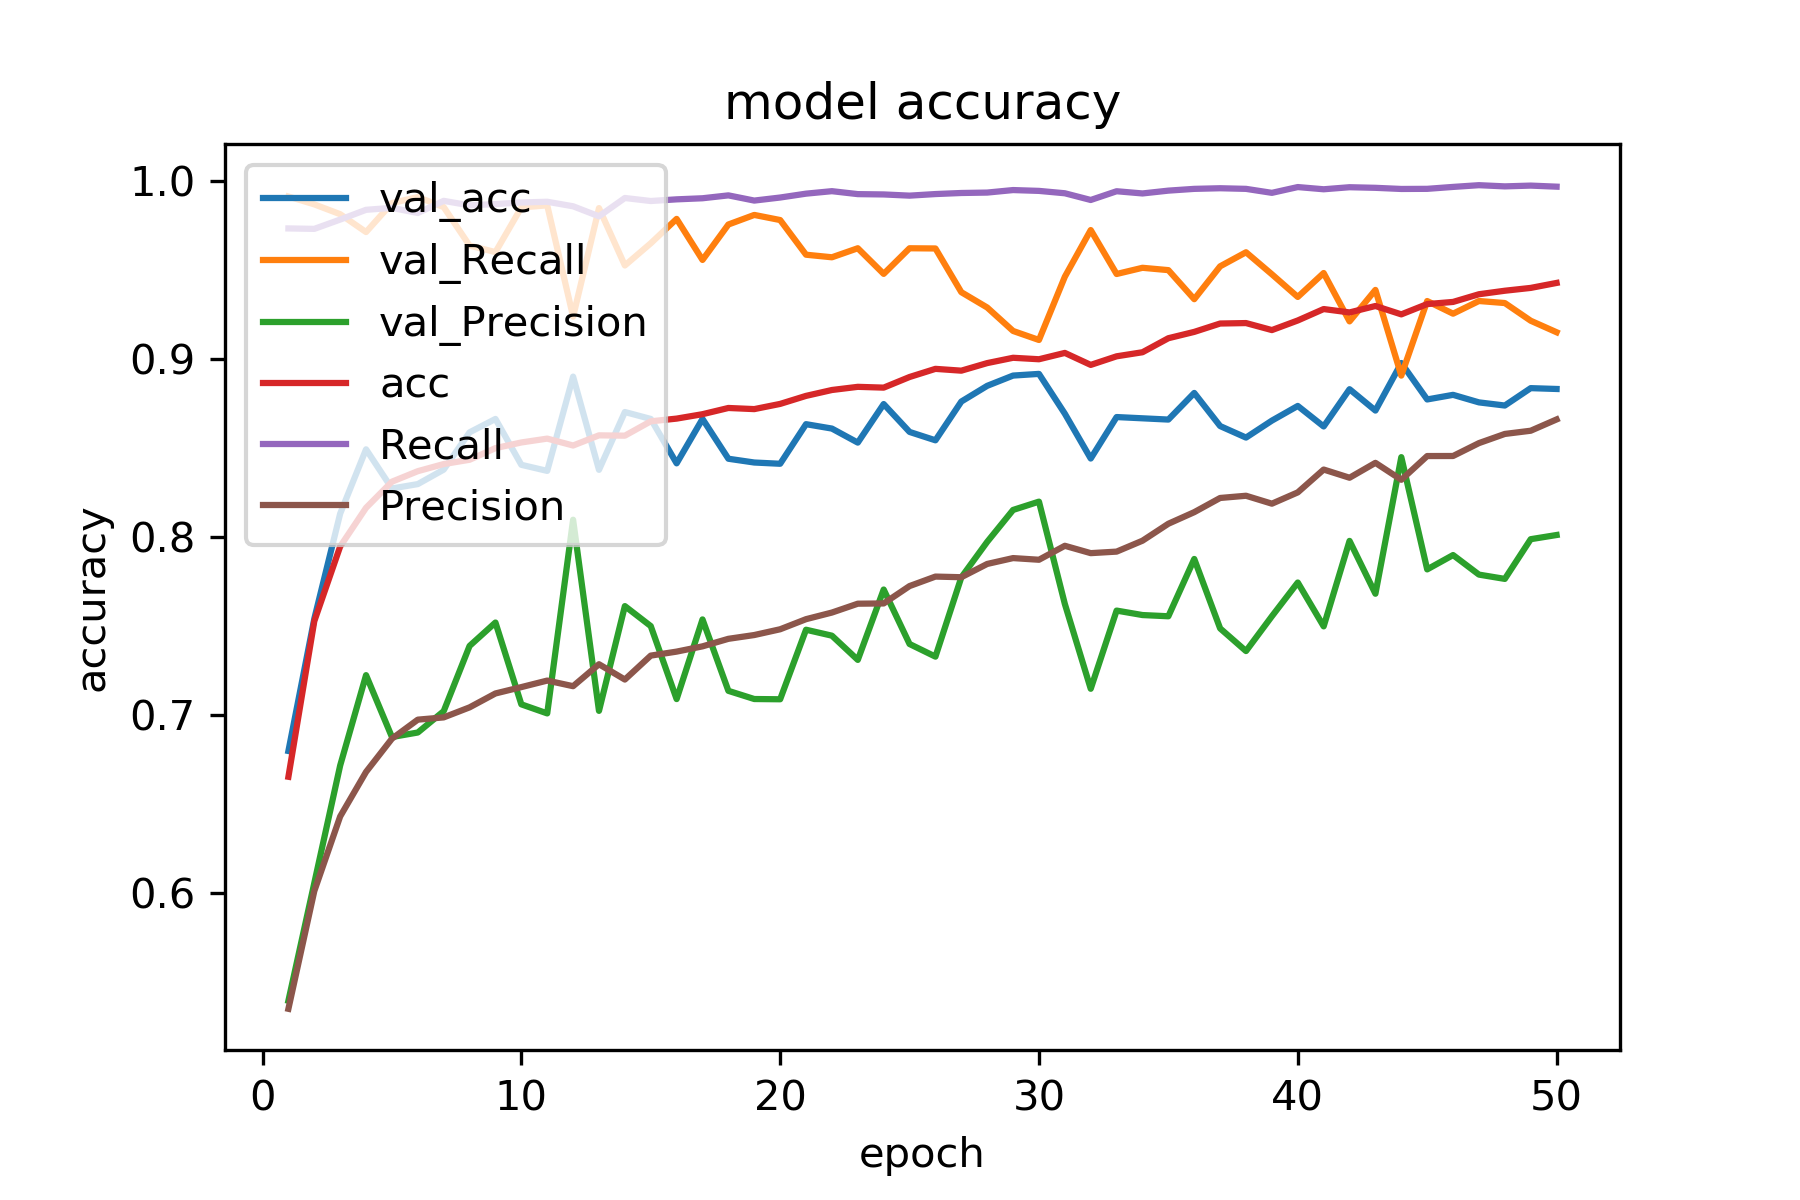 model accuracy
val_acc
val_Recall
val_Precision
acc
Recall
Precision
accuracy
1.0
0.9
0.8
0.7
0.6
0 10 20 30 40 50
epoch